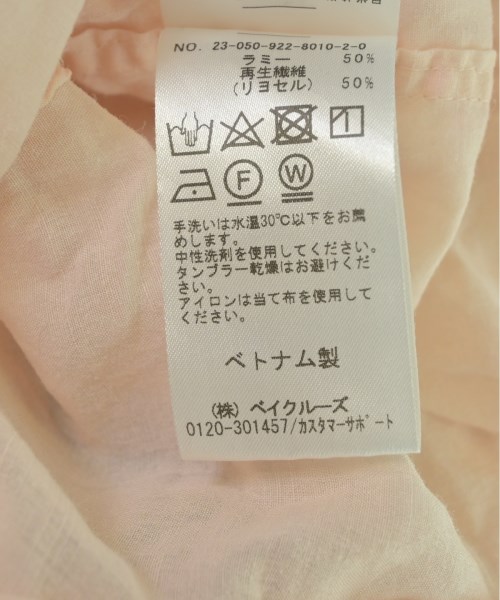 NO. 23-050-922-8010-2-0
ラミー 50%
再生繊維
(リヨセル) 50%
F W
手洗いは水温30℃以下をお薦
めします。
中性洗剤を使用してください。
タンブラー乾燥はお避けくだ
さい。
アイロンは当て布を使用して
ください。
ベトナム製
(株) ベイクルーズ
0120-301457/カスタマーサポート